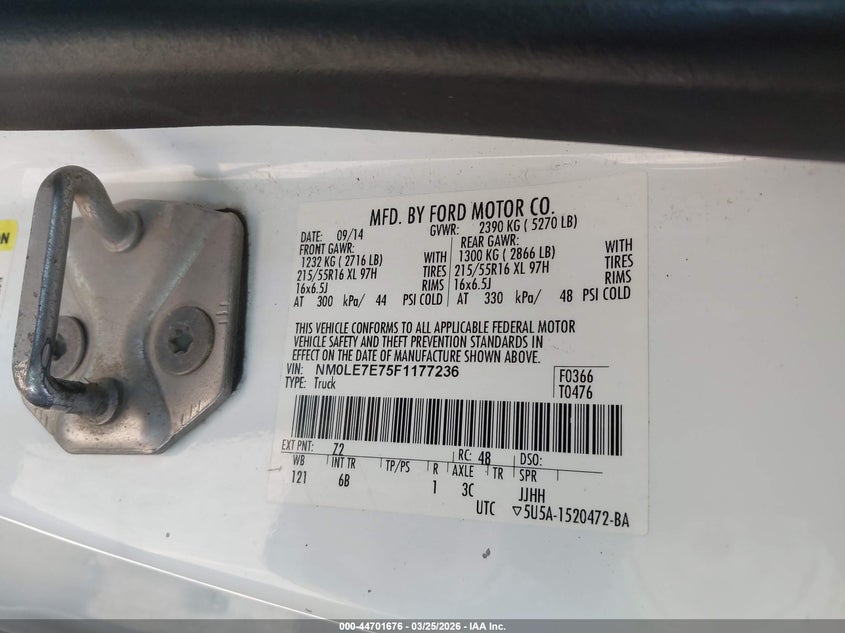 ON
MFD. BY FORD MOTOR CO.
DATE: 09/14 GVWR: 2390 KG ( 5270 LB)
FRONT GAWR: REAR GAWR:
1232 KG ( 2716 LB) WITH 1300 KG ( 2866 LB) WITH
215/55R16 XL 97H TIRES 215/55R16 XL 97H TIRES
16x6.5J RIMS 16x6.5J RIMS
AT 300 kPa/ 44 PSI COLD AT 330 kPa/ 48 PSI COLD
THIS VEHICLE CONFORMS TO ALL APPLICABLE FEDERAL MOTOR
VEHICLE SAFETY AND THEFT PREVENTION STANDARDS IN
EFFECT ON THE DATE OF MANUFACTURE SHOWN ABOVE.
VIN: NM0LE7E75F1177236 F0366
TYPE: Truck T0476
EXT PNT: Z2 RC: 48 DSO:
WB INT TR TP/PS R AXLE TR SPR
121 6B 1 3C JJHH
UTC ▽5U5A-1520472-BA
000-44701676 - 03/25/2026 - IAA Inc.